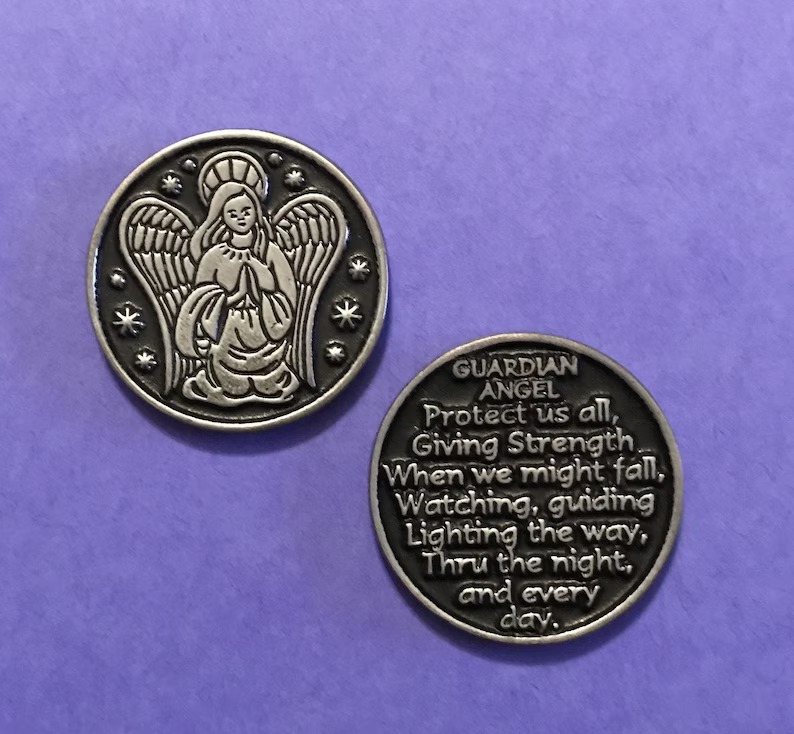 GUARDIAN
ANGEL
Protect us all,
Giving Strength
When we might fall.
Watching, guiding
Lighting the way,
Thru the night,
and every
day.